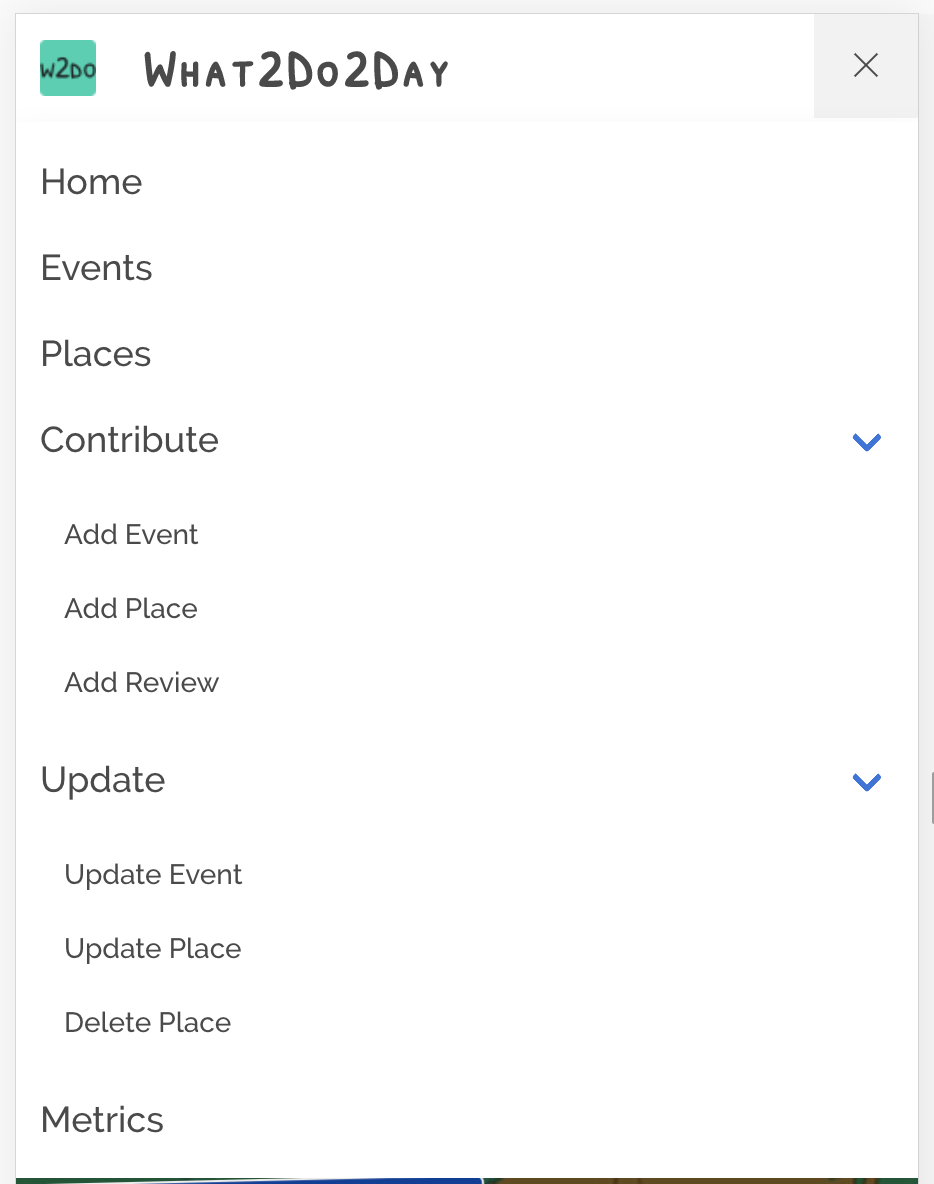 W2DO
WHAT2DO2DAY
Home
Events
Places
Contribute
Add Event
Add Place
Add Review
Update
Update Event
Update Place
Delete Place
Metrics